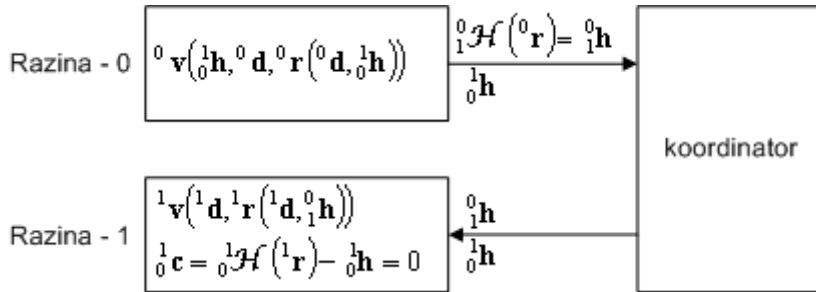 Razina - 0
⁰v(¹₀h,⁰d,⁰r(⁰d,¹₀h))
⁰₁ℋ(⁰r)= ⁰₁h
¹₀h
koordinator
Razina - 1
¹v(¹d,¹r(¹d,⁰₁h))
¹₀c = ¹₀ℋ(¹r)− ¹₀h = 0
⁰₁h
¹₀h